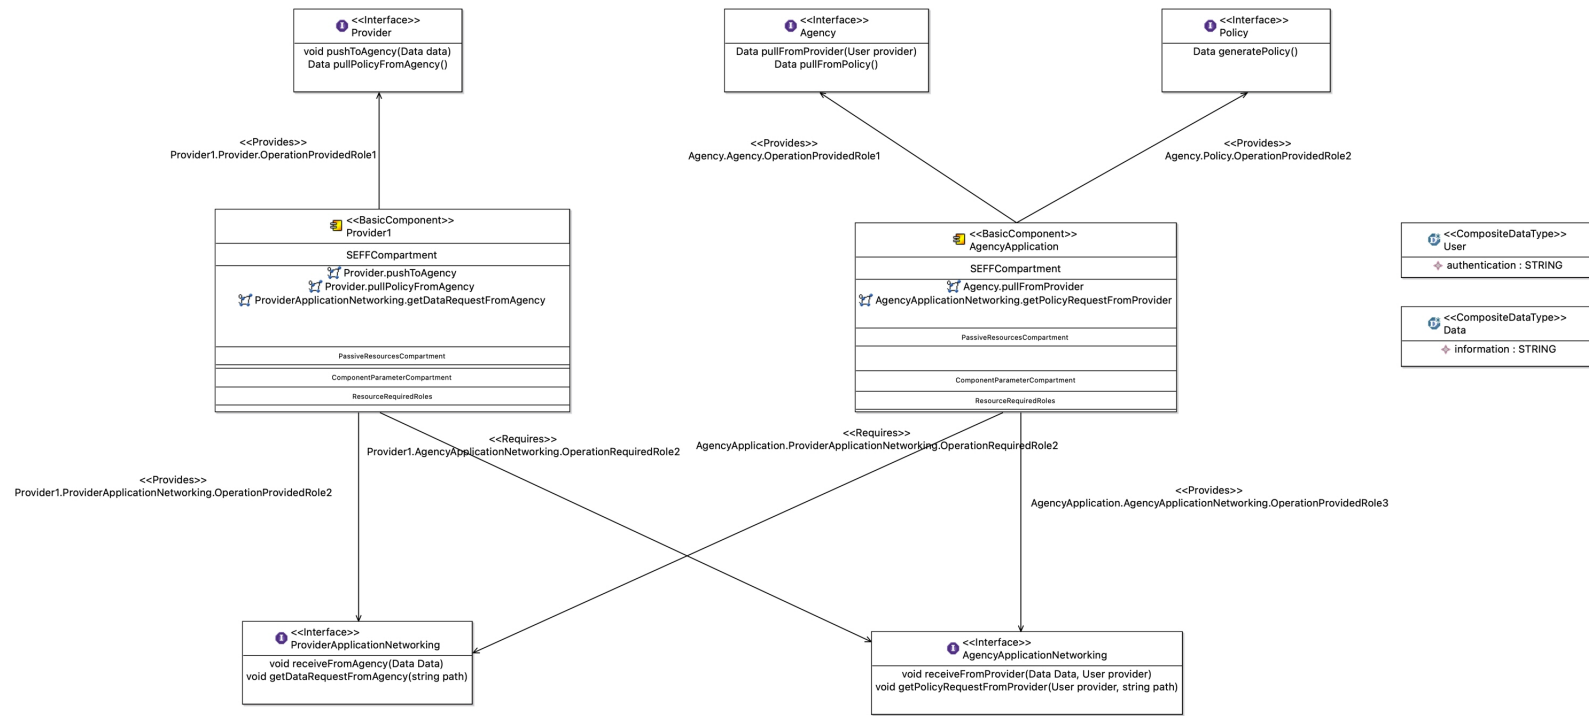 <<Interface>>
Provider
void pushToAgency(Data data)
Data pullPolicyFromAgency()
<<Interface>>
Agency
Data pullFromProvider(User provider)
Data pullFromPolicy()
<<Interface>>
Policy
Data generatePolicy()
<<Provides>>
Provider1.Provider.OperationProvidedRole1
<<Provides>>
Agency.Agency.OperationProvidedRole1
<<Provides>>
Agency.Policy.OperationProvidedRole2
<<BasicComponent>>
Provider1
SEFFCompartment
Provider.pushToAgency
Provider.pullPolicyFromAgency
ProviderApplicationNetworking.getDataRequestFromAgency
PassiveResourcesCompartment
ComponentParameterCompartment
ResourceRequiredRoles
<<BasicComponent>>
AgencyApplication
SEFFCompartment
Agency.pullFromProvider
AgencyApplicationNetworking.getPolicyRequestFromProvider
PassiveResourcesCompartment
ComponentParameterCompartment
ResourceRequiredRoles
<<CompositeDataType>>
User
authentication : STRING
<<CompositeDataType>>
Data
information : STRING
<<Provides>>
Provider1.ProviderApplicationNetworking.OperationProvidedRole2
<<Requires>>
Provider1.AgencyApplicationNetworking.OperationRequiredRole2
<<Requires>>
AgencyApplication.ProviderApplicationNetworking.OperationRequiredRole2
<<Provides>>
AgencyApplication.AgencyApplicationNetworking.OperationProvidedRole3
<<Interface>>
ProviderApplicationNetworking
void receiveFromAgency(Data Data)
void getDataRequestFromAgency(string path)
<<Interface>>
AgencyApplicationNetworking
void receiveFromProvider(Data Data, User provider)
void getPolicyRequestFromProvider(User provider, string path)